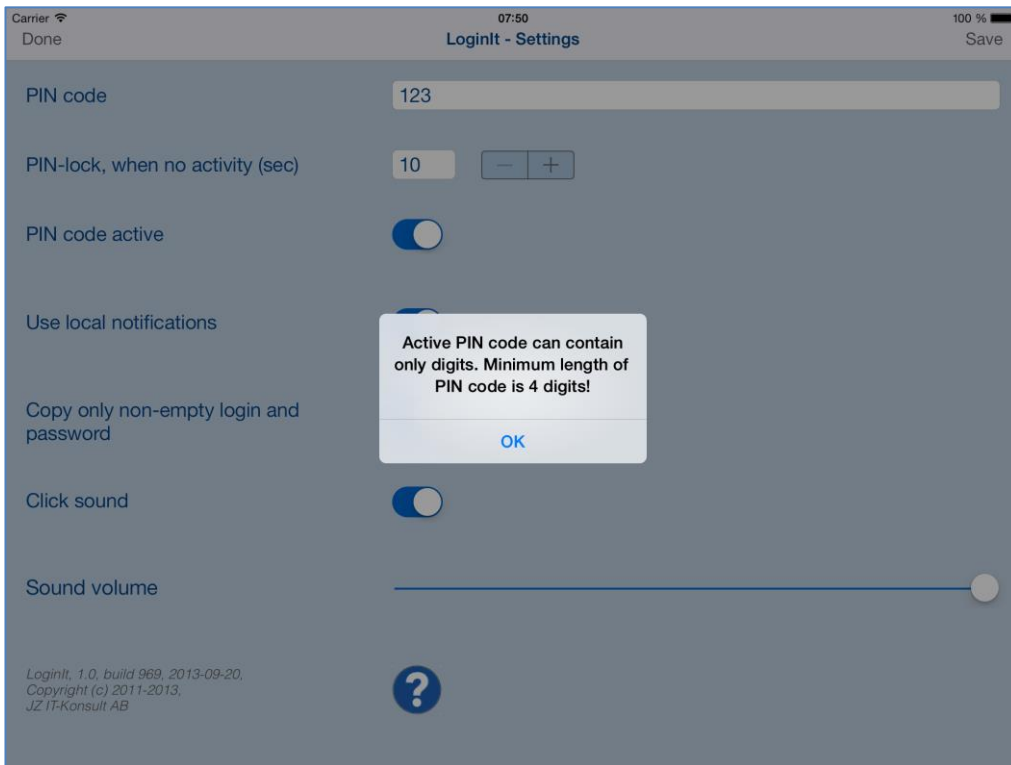 Carrier
07:50
100 %
Done
LoginIt - Settings
Save
PIN code
123
PIN-lock, when no activity (sec)
10
− +
PIN code active
Use local notifications
Active PIN code can contain
only digits. Minimum length of
PIN code is 4 digits!
OK
Copy only non-empty login and
password
Click sound
Sound volume
LoginIt, 1.0, build 969, 2013-09-20,
Copyright (c) 2011-2013,
JZ IT-Konsult AB
?